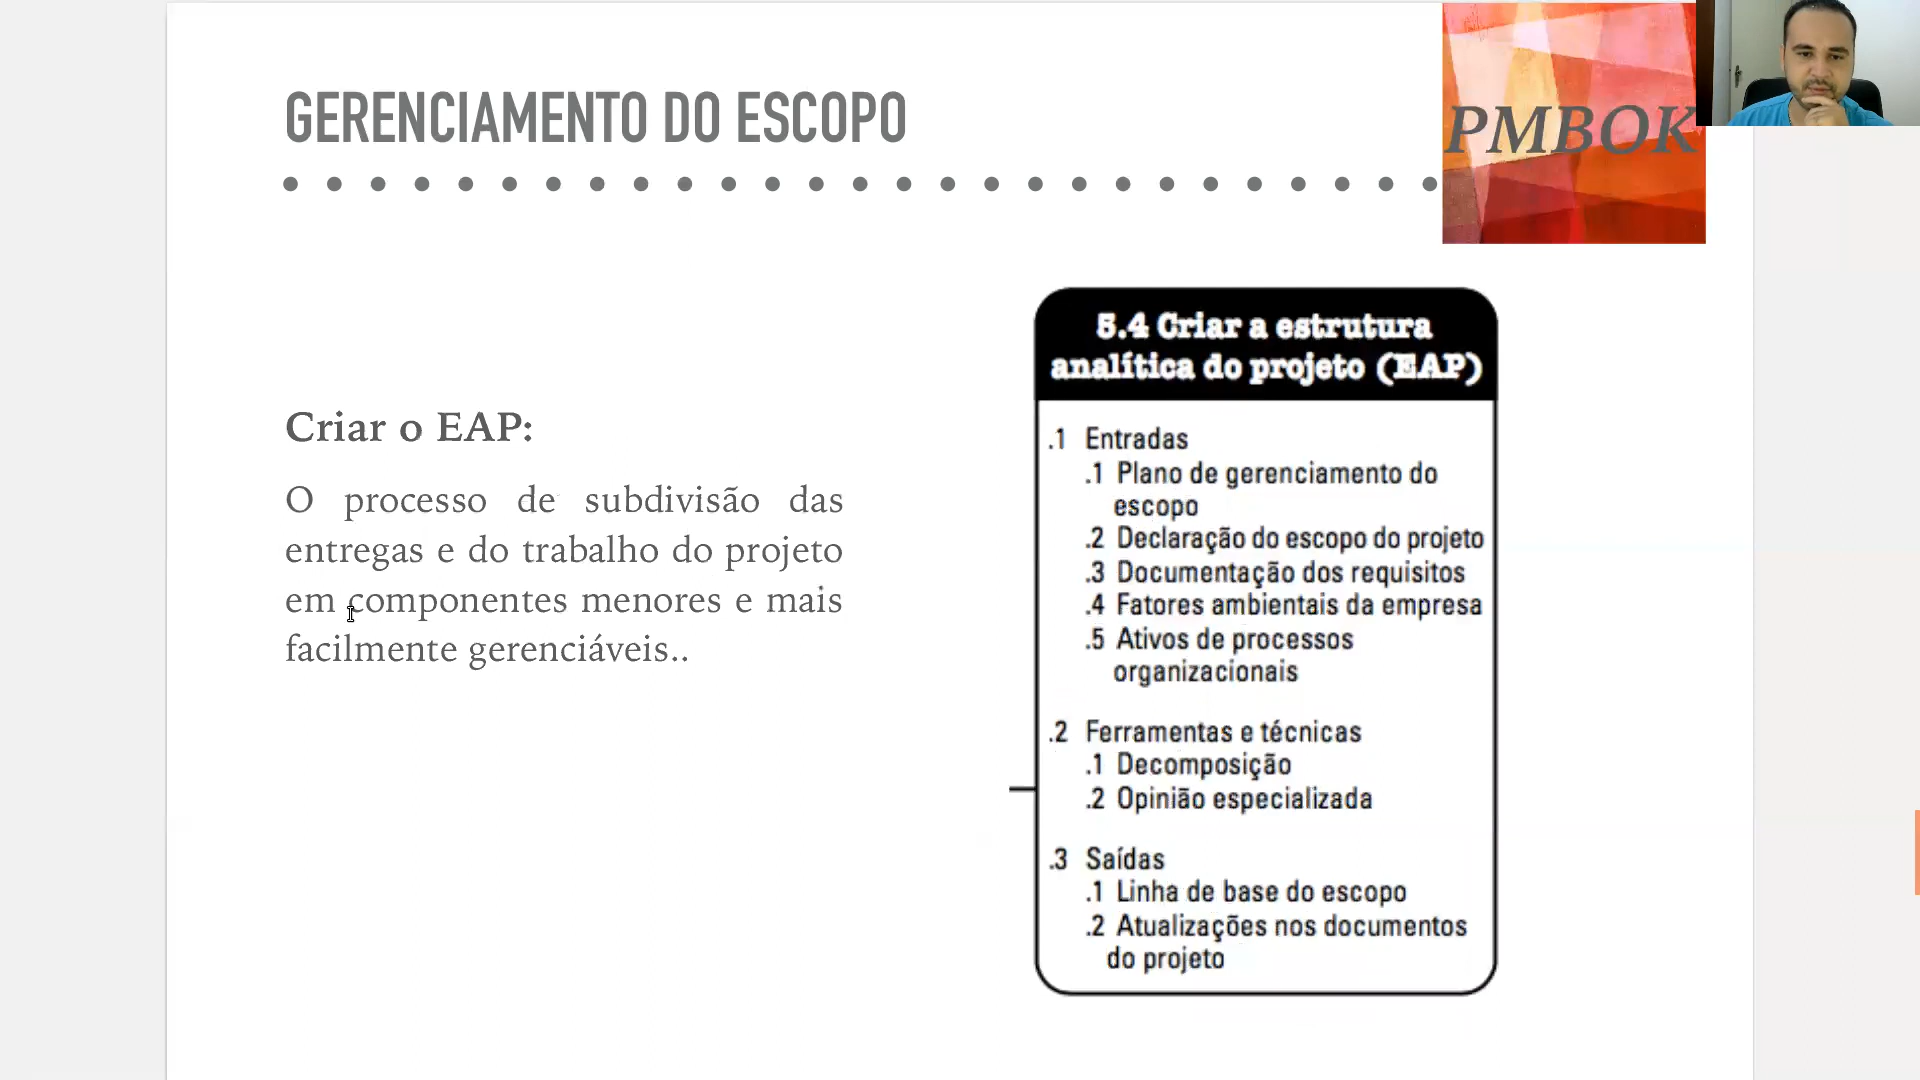 GERENCIAMENTO DO ESCOPO
PMBOK
Criar o EAP:
O processo de subdivisão das
entregas e do trabalho do projeto
em componentes menores e mais
facilmente gerenciáveis..
5.4 Criar a estrutura
analítica do projeto (EAP)
.1 Entradas
.1 Plano de gerenciamento do
escopo
.2 Declaração do escopo do projeto
.3 Documentação dos requisitos
.4 Fatores ambientais da empresa
.5 Ativos de processos
organizacionais
.2 Ferramentas e técnicas
.1 Decomposição
.2 Opinião especializada
.3 Saídas
.1 Linha de base do escopo
.2 Atualizações nos documentos
do projeto